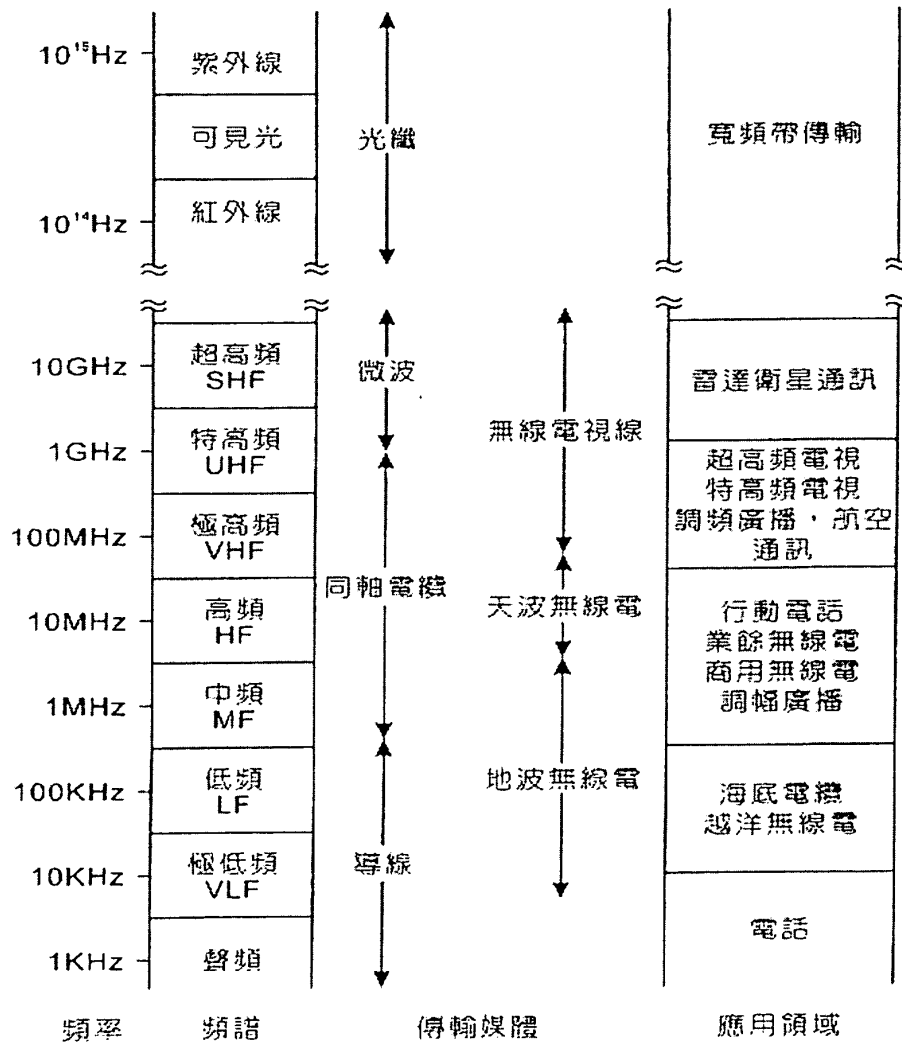 10¹⁵Hz
紫外線
可見光
光纖
寬頻帶傳輸
10¹⁴Hz
紅外線
10GHz
超高頻
SHF
微波
雷達衛星通訊
無線電視線
1GHz
特高頻
UHF
超高頻電視
特高頻電視
調頻廣播，航空
通訊
100MHz
極高頻
VHF
同軸電纜
天波無線電
10MHz
高頻
HF
行動電話
業餘無線電
商用無線電
調幅廣播
1MHz
中頻
MF
地波無線電
100KHz
低頻
LF
海底電纜
越洋無線電
導線
10KHz
極低頻
VLF
電話
1KHz
聲頻
頻率
頻譜
傳輸媒體
應用領域